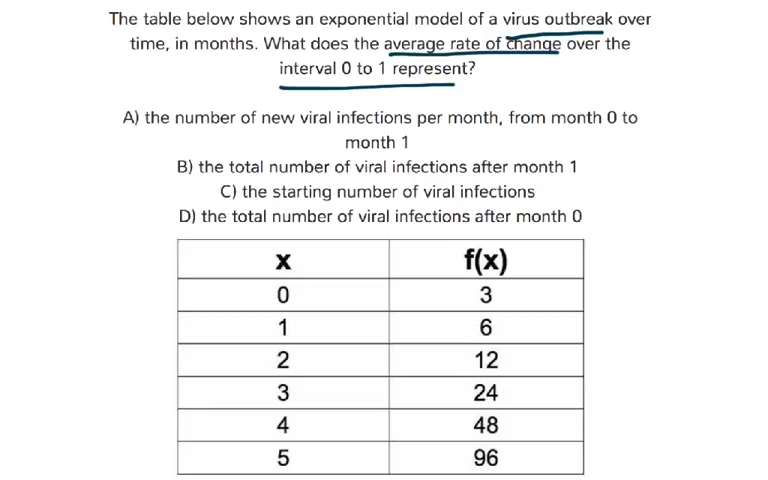 The table below shows an exponential model of a virus outbreak over
time, in months. What does the average rate of change over the
interval 0 to 1 represent?
A) the number of new viral infections per month, from month 0 to
month 1
B) the total number of viral infections after month 1
C) the starting number of viral infections
D) the total number of viral infections after month 0
x f(x)
0 3
1 6
2 12
3 24
4 48
5 96